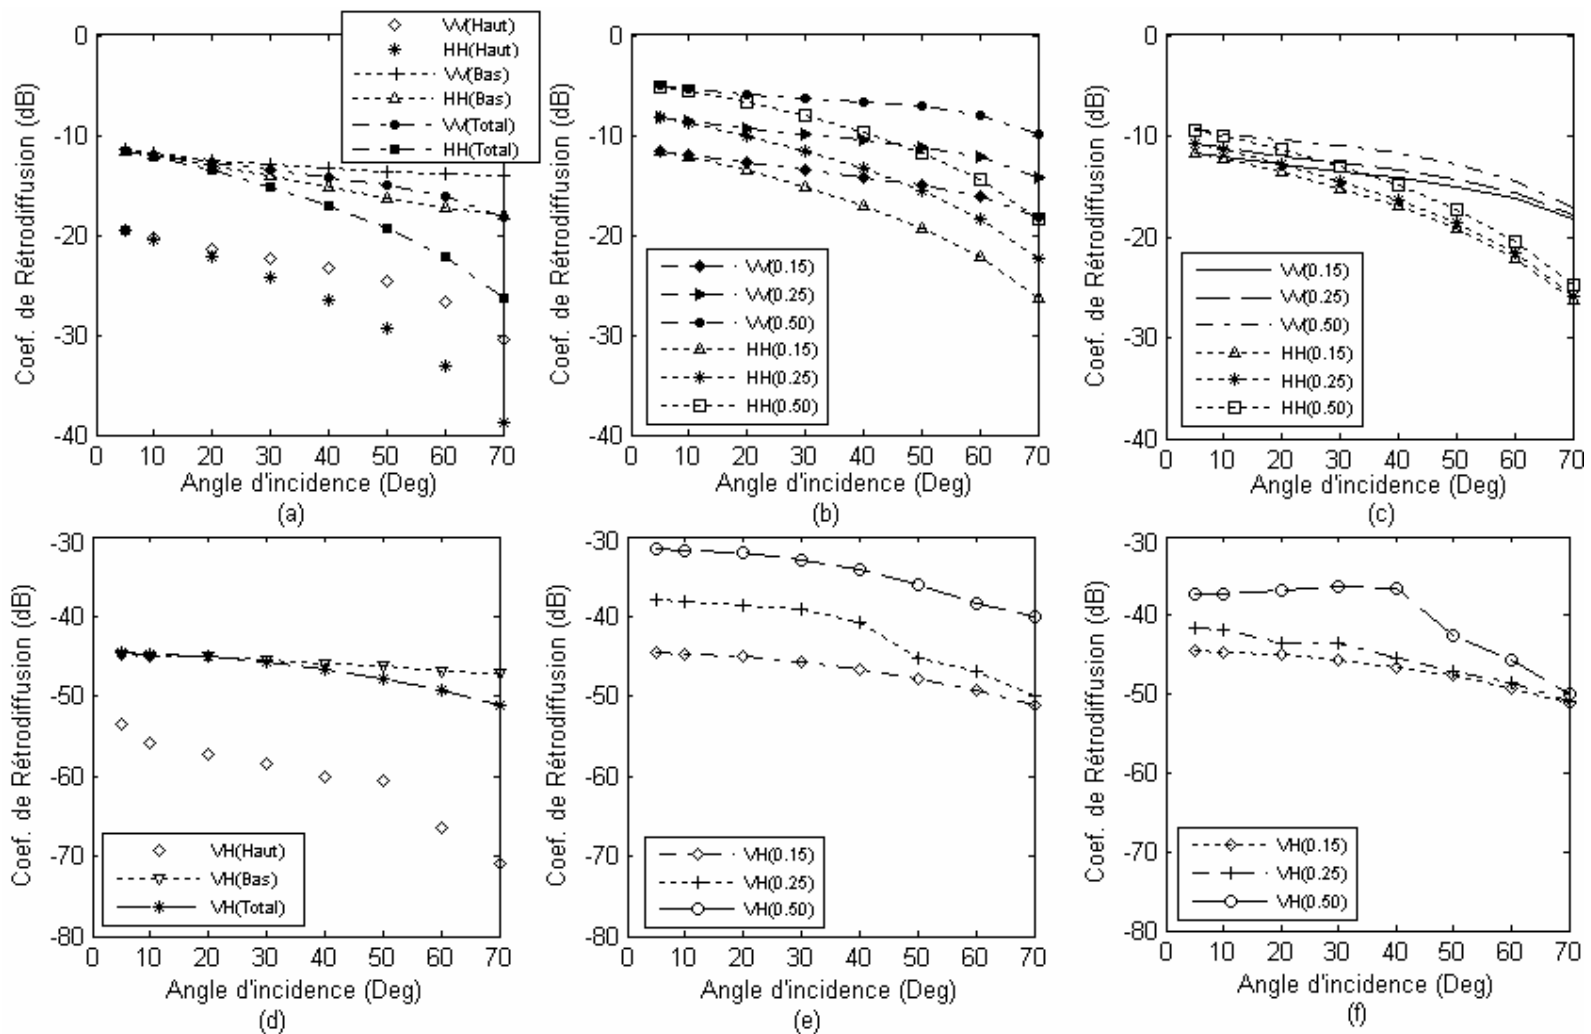 Coef. de Rétrodiffusion (dB)
0
-10
-20
-30
-40
0 10 20 30 40 50 60 70
Angle d'incidence (Deg)
(a)
VV(Haut)
HH(Haut)
VV(Bas)
HH(Bas)
VV(Total)
HH(Total)
Coef. de Rétrodiffusion (dB)
0
-10
-20
-30
-40
0 10 20 30 40 50 60 70
Angle d'incidence (Deg)
(b)
VV(0.15)
VV(0.25)
VV(0.50)
HH(0.15)
HH(0.25)
HH(0.50)
Coef. de Rétrodiffusion (dB)
0
-10
-20
-30
-40
0 10 20 30 40 50 60 70
Angle d'incidence (Deg)
(c)
VV(0.15)
VV(0.25)
VV(0.50)
HH(0.15)
HH(0.25)
HH(0.50)
Coef. de Rétrodiffusion (dB)
-30
-40
-50
-60
-70
-80
0 10 20 30 40 50 60 70
Angle d'incidence (Deg)
(d)
VH(Haut)
VH(Bas)
VH(Total)
Coef. de Rétrodiffusion (dB)
-30
-40
-50
-60
-70
-80
0 10 20 30 40 50 60 70
Angle d'incidence (Deg)
(e)
VH(0.15)
VH(0.25)
VH(0.50)
Coef. de Rétrodiffusion (dB)
-30
-40
-50
-60
-70
-80
0 10 20 30 40 50 60 70
Angle d'incidence (Deg)
(f)
VH(0.15)
VH(0.25)
VH(0.50)